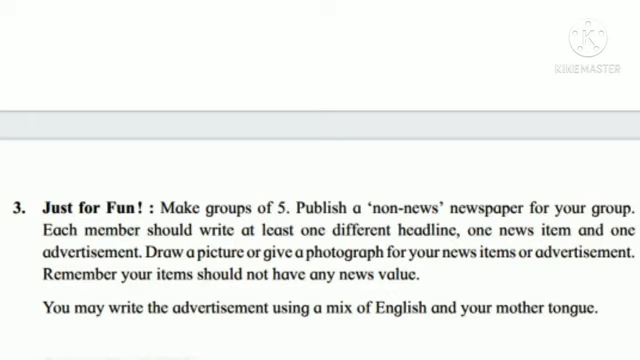 KINEMASTER
3. Just for Fun! : Make groups of 5. Publish a ‘non-news’ newspaper for your group.
Each member should write at least one different headline, one news item and one
advertisement. Draw a picture or give a photograph for your news items or advertisement.
Remember your items should not have any news value.
You may write the advertisement using a mix of English and your mother tongue.